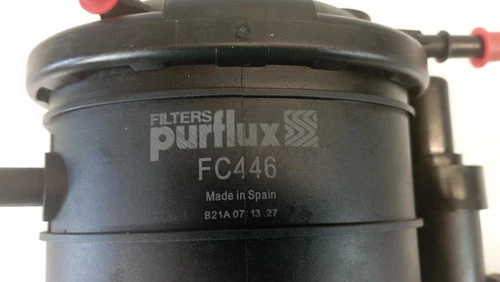 FILTERS
purflux
FC446
Made in Spain
B21A 07:13.27